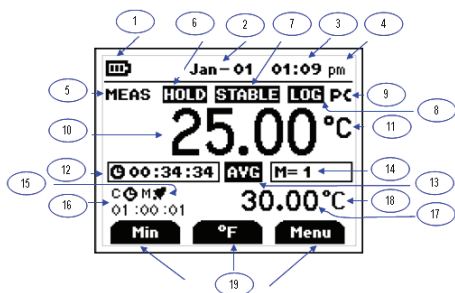 1 6 2 7 3 4
Jan-01 01:09 pm
5 MEAS HOLD STABLE LOG PC 9
8
10 25.00°C 11
12 00:34:34 AVG M= 1 14
15 C M 13
16 01:00:01 30.00°C 18
17
Min °F Menu
19